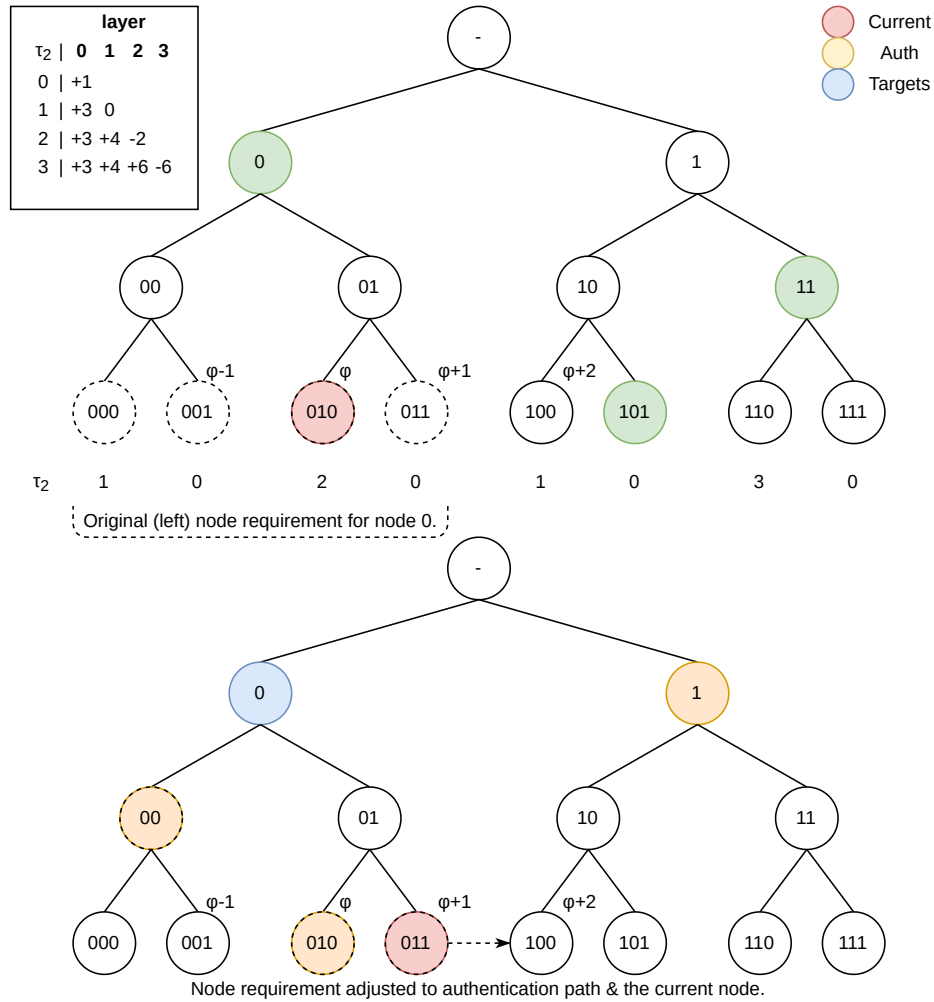 layer
τ2 | 0 1 2 3
0 | +1
1 | +3 0
2 | +3 +4 -2
3 | +3 +4 +6 -6
Current
Auth
Targets
-
0 1
00 01 10 11
φ-1 φ φ+1 φ+2
000 001 010 011 100 101 110 111
τ2 1 0 2 0 1 0 3 0
Original (left) node requirement for node 0.
-
0 1
00 01 10 11
φ-1 φ φ+1 φ+2
000 001 010 011 100 101 110 111
Node requirement adjusted to authentication path & the current node.